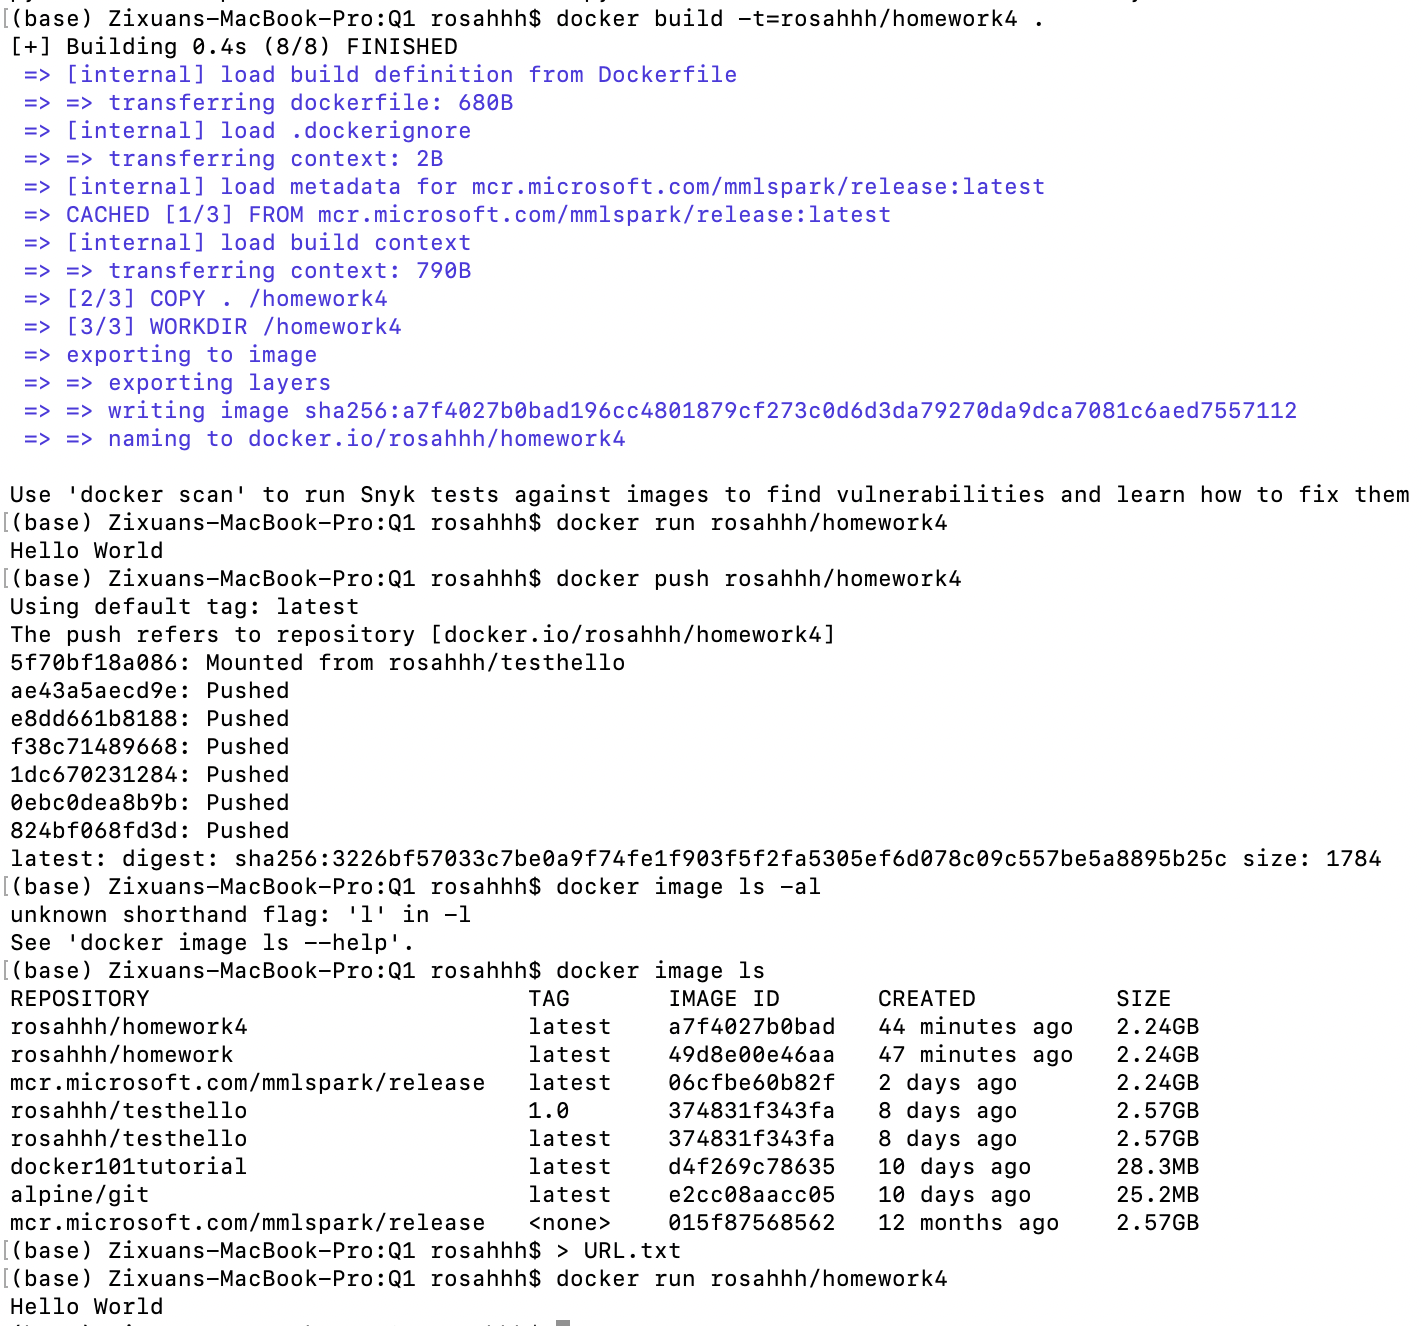 (base) Zixuans-MacBook-Pro:Q1 rosahhh$ docker build -t=rosahhh/homework4 .
[+] Building 0.4s (8/8) FINISHED
=> [internal] load build definition from Dockerfile
=> => transferring dockerfile: 680B
=> [internal] load .dockerignore
=> => transferring context: 2B
=> [internal] load metadata for mcr.microsoft.com/mmlspark/release:latest
=> CACHED [1/3] FROM mcr.microsoft.com/mmlspark/release:latest
=> [internal] load build context
=> => transferring context: 790B
=> [2/3] COPY . /homework4
=> [3/3] WORKDIR /homework4
=> exporting to image
=> => exporting layers
=> => writing image sha256:a7f4027b0bad196cc4801879cf273c0d6d3da79270da9dca7081c6aed7557112
=> => naming to docker.io/rosahhh/homework4
Use 'docker scan' to run Snyk tests against images to find vulnerabilities and learn how to fix them
(base) Zixuans-MacBook-Pro:Q1 rosahhh$ docker run rosahhh/homework4
Hello World
(base) Zixuans-MacBook-Pro:Q1 rosahhh$ docker push rosahhh/homework4
Using default tag: latest
The push refers to repository [docker.io/rosahhh/homework4]
5f70bf18a086: Mounted from rosahhh/testhello
ae43a5aecd9e: Pushed
e8dd661b8188: Pushed
f38c71489668: Pushed
1dc670231284: Pushed
0ebc0dea8b9b: Pushed
824bf068fd3d: Pushed
latest: digest: sha256:3226bf57033c7be0a9f74fe1f903f5f2fa5305ef6d078c09c557be5a8895b25c size: 1784
(base) Zixuans-MacBook-Pro:Q1 rosahhh$ docker image ls -al
unknown shorthand flag: 'l' in -l
See 'docker image ls --help'.
(base) Zixuans-MacBook-Pro:Q1 rosahhh$ docker image ls
REPOSITORY TAG IMAGE ID CREATED SIZE
rosahhh/homework4 latest a7f4027b0bad 44 minutes ago 2.24GB
rosahhh/homework latest 49d8e00e46aa 47 minutes ago 2.24GB
mcr.microsoft.com/mmlspark/release latest 06cfbe60b82f 2 days ago 2.24GB
rosahhh/testhello 1.0 374831f343fa 8 days ago 2.57GB
rosahhh/testhello latest 374831f343fa 8 days ago 2.57GB
docker101tutorial latest d4f269c78635 10 days ago 28.3MB
alpine/git latest e2cc08aacc05 10 days ago 25.2MB
mcr.microsoft.com/mmlspark/release <none> 015f87568562 12 months ago 2.57GB
(base) Zixuans-MacBook-Pro:Q1 rosahhh$ > URL.txt
(base) Zixuans-MacBook-Pro:Q1 rosahhh$ docker run rosahhh/homework4
Hello World